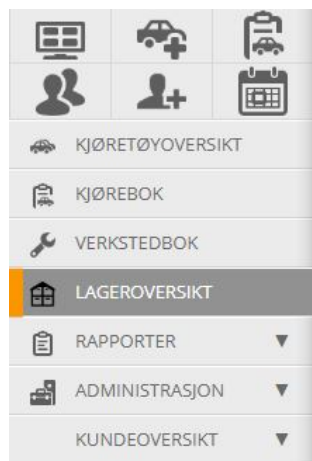 KJØRETØYOVERSIKT
KJØREBOK
VERKSTEDBOK
LAGEROVERSIKT
RAPPORTER ▼
ADMINISTRASJON ▼
KUNDEOVERSIKT ▼